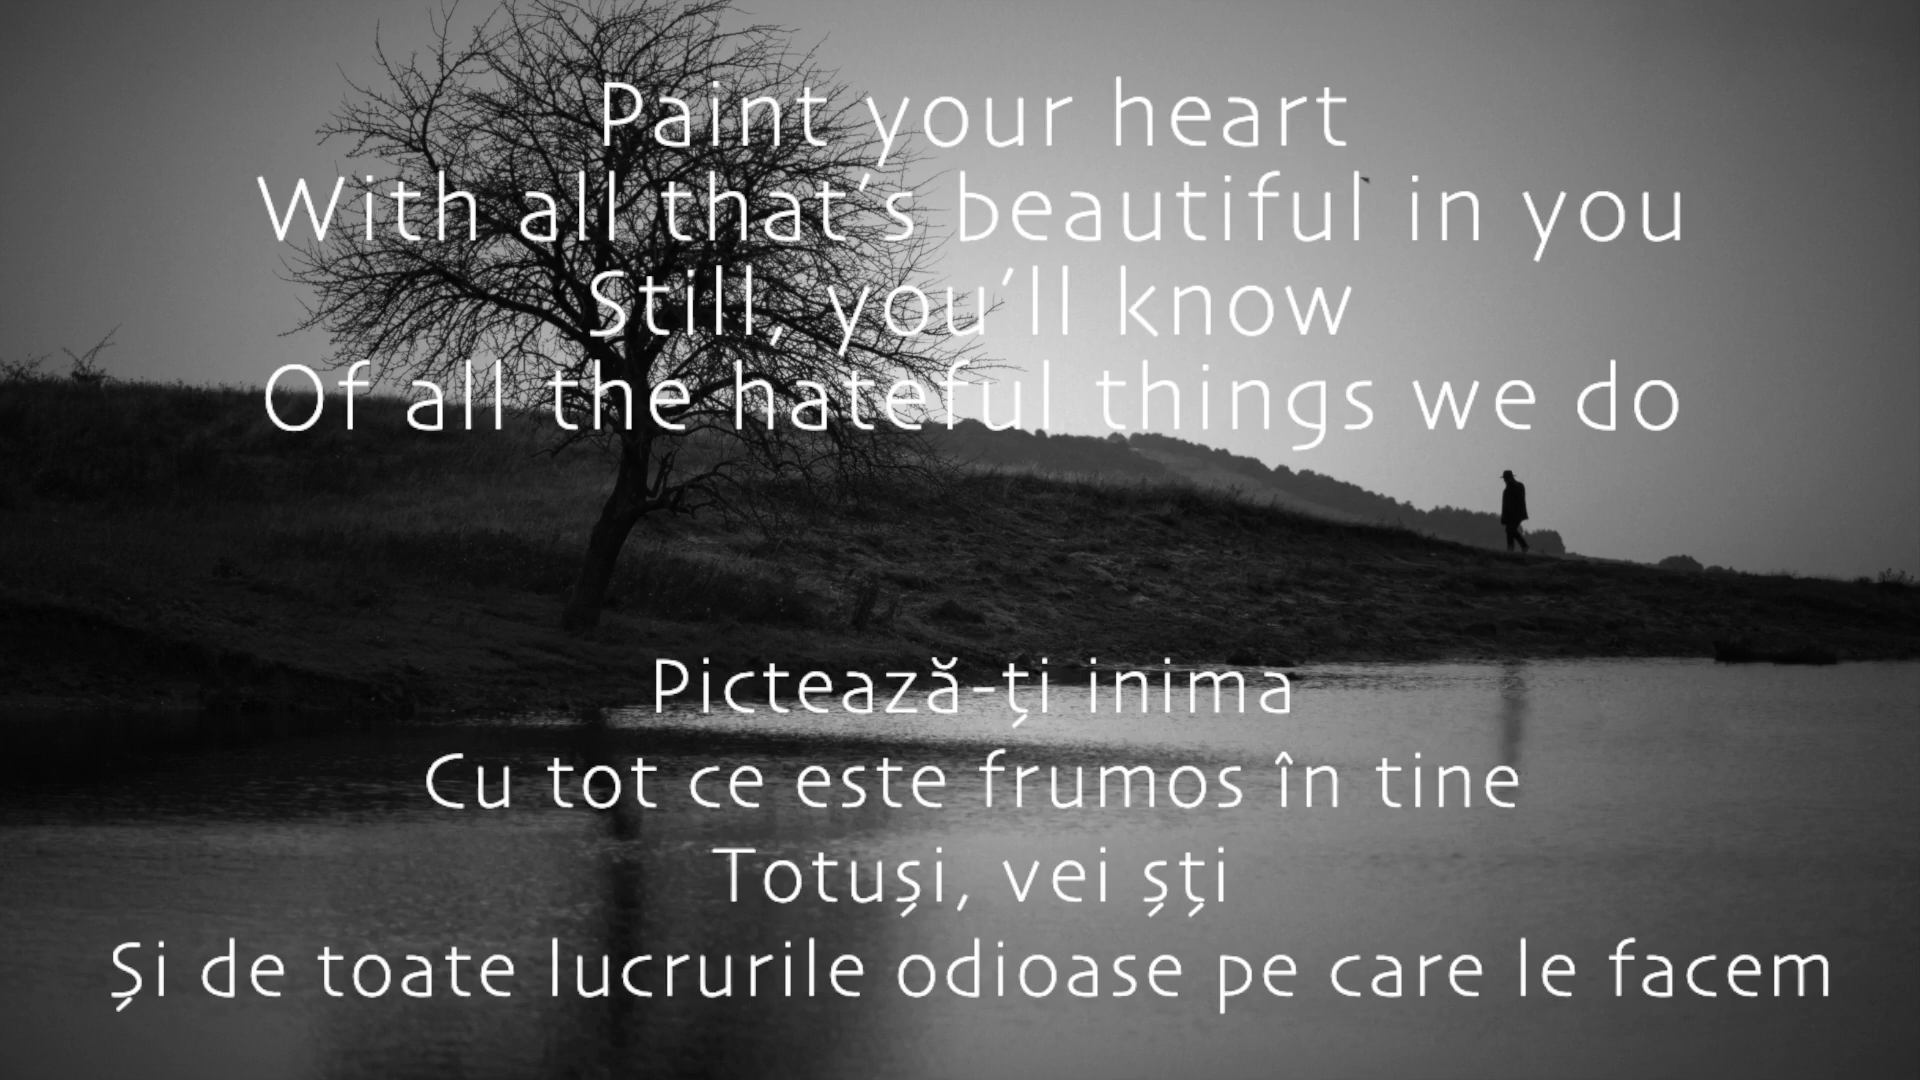 Paint your heart
With all that's beautiful in you
Still, you'll know
Of all the hateful things we do
Pictează-ți inima
Cu tot ce este frumos în tine
Totuși, vei ști
Și de toate lucrurile odioase pe care le facem